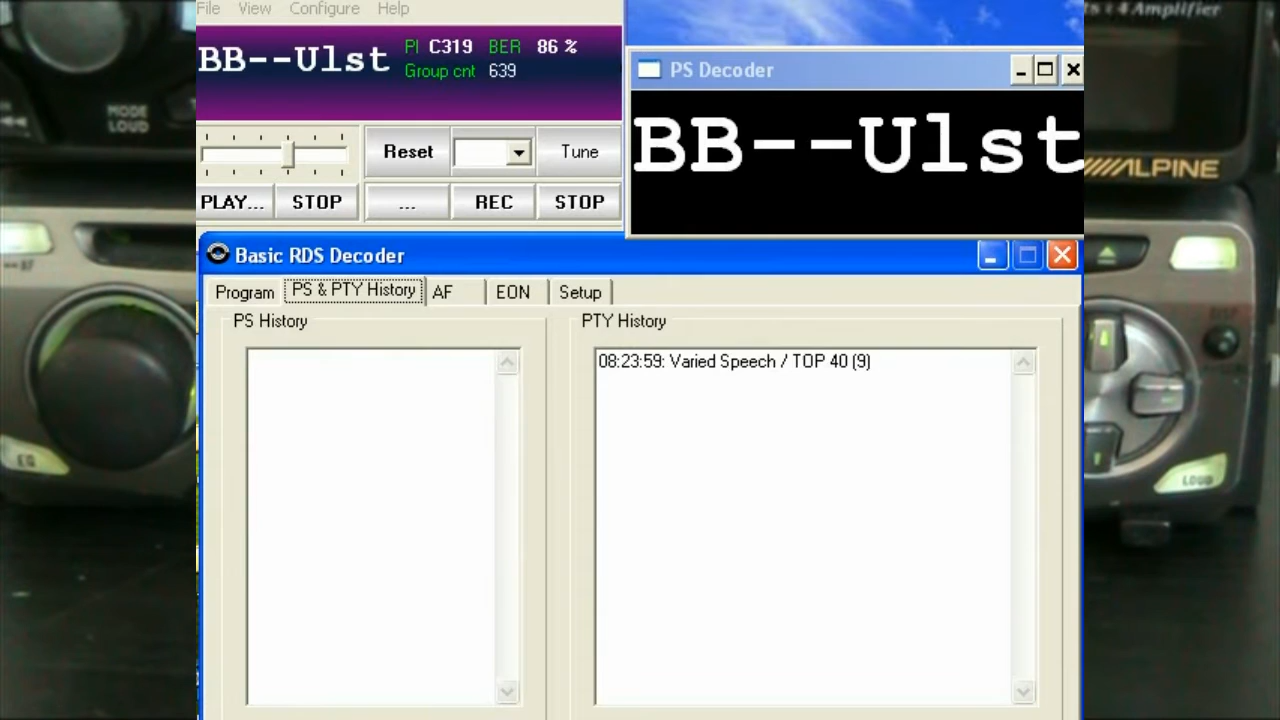 File View Configure Help
BB--Ulst PI C319 BER 86 %
Group cnt 639
Reset Tune
PLAY... STOP ... REC STOP
PS Decoder
BB--Ulst
Basic RDS Decoder
Program PS & PTY History AF EON Setup
PS History PTY History
08:23:59: Varied Speech / TOP 40 (9)
MODE
LOUD
4 Amplifier
ALPINE
EQ
LOUD